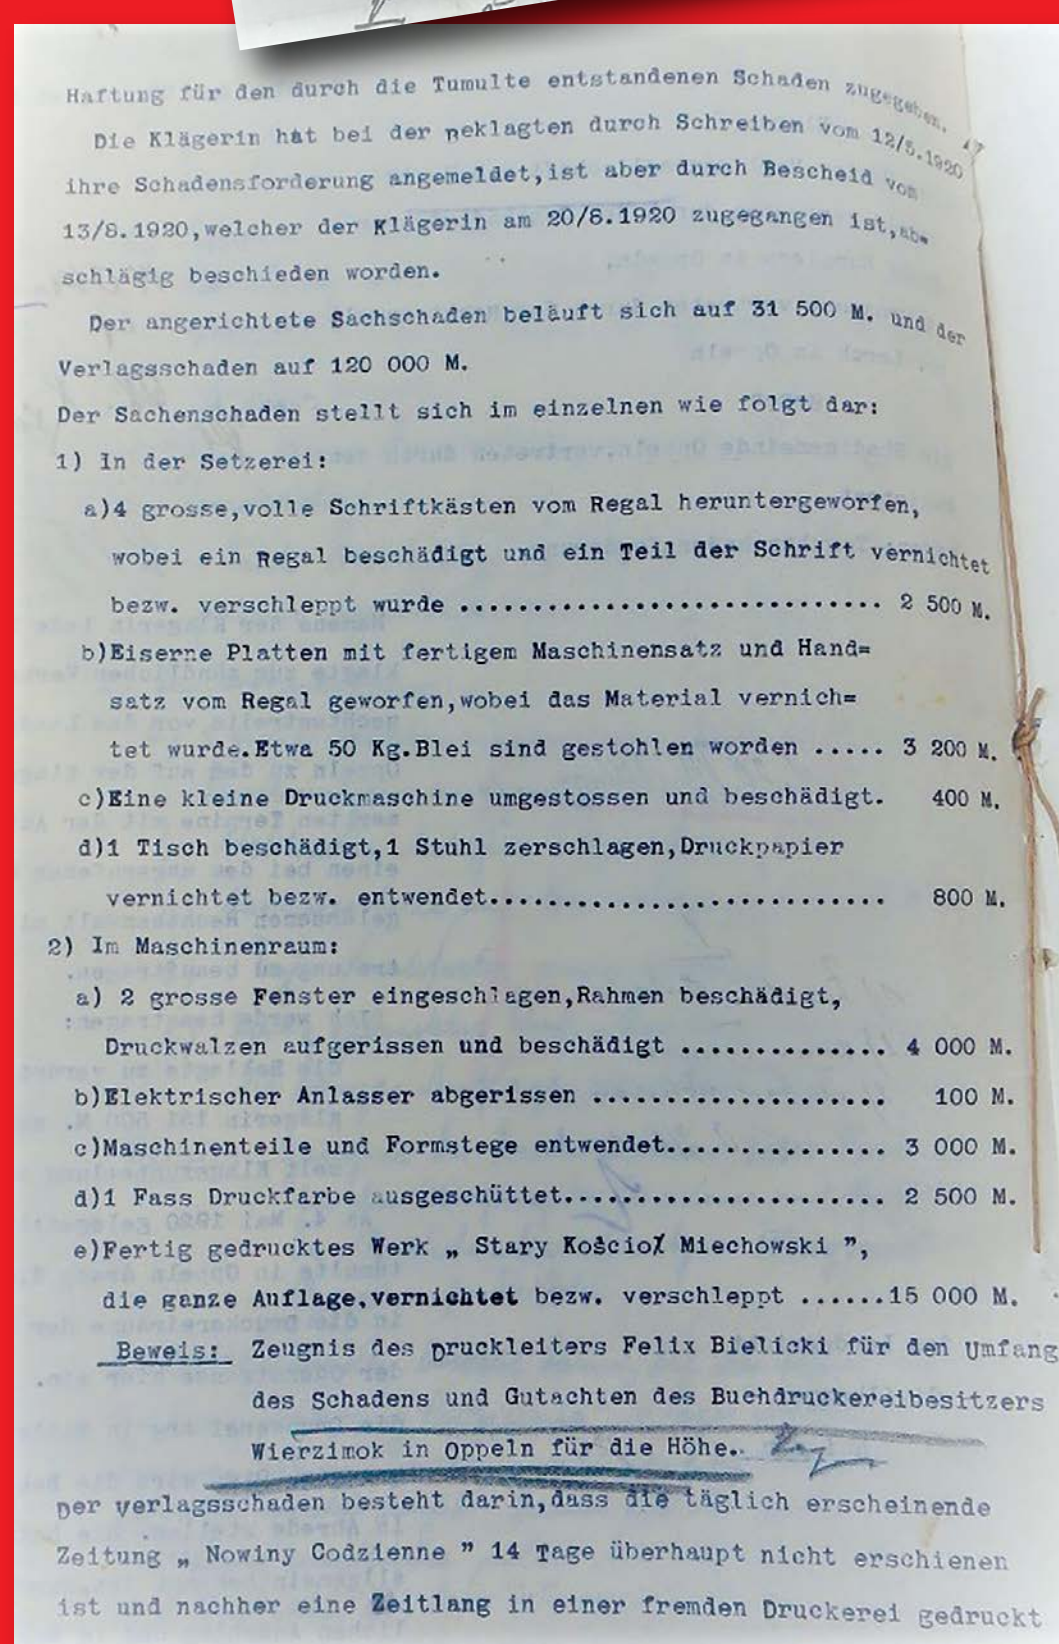 Haftung für den durch die Tumulte entstandenen Schaden zugegeben.
Die Klägerin hat bei der Beklagten durch Schreiben vom 12/5.1920
ihre Schadensforderung angemeldet,ist aber durch Bescheid vom
13/8.1920,welcher der Klägerin am 20/8.1920 zugegangen ist,ab=
schlägig beschieden worden.
Der angerichtete Sachschaden beläuft sich auf 31 500 M. und der
Verlagsschaden auf 120 000 M.
Der Sachenschaden stellt sich im einzelnen wie folgt dar:
1) In der Setzerei:
a)4 grosse,volle Schriftkästen vom Regal heruntergeworfen,
wobei ein Regal beschädigt und ein Teil der Schrift vernichtet
bezw. verschleppt wurde .............................. 2 500 M.
b)Eiserne Platten mit fertigem Maschinensatz und Hand=
satz vom Regal geworfen,wobei das Material vernich=
tet wurde.Etwa 50 Kg.Blei sind gestohlen worden ..... 3 200 M.
c)Eine kleine Druckmaschine umgestossen und beschädigt. 400 M.
d)1 Tisch beschädigt,1 Stuhl zerschlagen,Druckpapier
vernichtet bezw. entwendet............................ 800 M.
2) Im Maschinenraum:
a) 2 grosse Fenster eingeschlagen,Rahmen beschädigt,
Druckwalzen aufgerissen und beschädigt ............... 4 000 M.
b)Elektrischer Anlasser abgerissen ..................... 100 M.
c)Maschinenteile und Formstege entwendet................ 3 000 M.
d)1 Fass Druckfarbe ausgeschüttet....................... 2 500 M.
e)Fertig gedrucktes Werk „ Stary Kościoł Miechowski ”,
die ganze Auflage,vernichtet bezw. verschleppt ......15 000 M.
Beweis: Zeugnis des Druckleiters Felix Bielicki für den Umfang
des Schadens und Gutachten des Buchdruckereibesitzers
Wierzimok in Oppeln für die Höhe.
Der Verlagsschaden besteht darin,dass die täglich erscheinende
Zeitung „ Nowiny Codzienne ” 14 Tage überhaupt nicht erschienen
ist und nachher eine Zeitlang in einer fremden Druckerei gedruckt